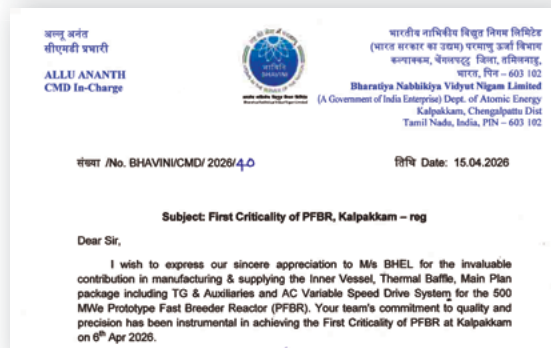 अल्लू अनंत
सीएमडी प्रभारी
ALLU ANANTH
CMD In-Charge
भाविनि
BHAVINI
Bharatiya Nabhikiya Vidyut Nigam Limited
भारतीय नाभिकीय विद्युत निगम लिमिटेड
(भारत सरकार का उद्यम) परमाणु ऊर्जा विभाग
कल्पाक्कम, चेंगलपट्टु जिला, तमिलनाडु,
भारत, पिन – 603 102
Bharatiya Nabhikiya Vidyut Nigam Limited
(A Government of India Enterprise) Dept. of Atomic Energy
Kalpakkam, Chengalpattu Dist
Tamil Nadu, India, PIN – 603 102
संख्या /No. BHAVINI/CMD/ 2026/40
तिथि Date: 15.04.2026
Subject: First Criticality of PFBR, Kalpakkam – reg
Dear Sir,
I wish to express our sincere appreciation to M/s BHEL for the invaluable
contribution in manufacturing & supplying the Inner Vessel, Thermal Baffle, Main Plan
package including TG & Auxiliaries and AC Variable Speed Drive System for the 500
MWe Prototype Fast Breeder Reactor (PFBR). Your team's commitment to quality and
precision has been instrumental in achieving the First Criticality of PFBR at Kalpakkam
on 6th Apr 2026.